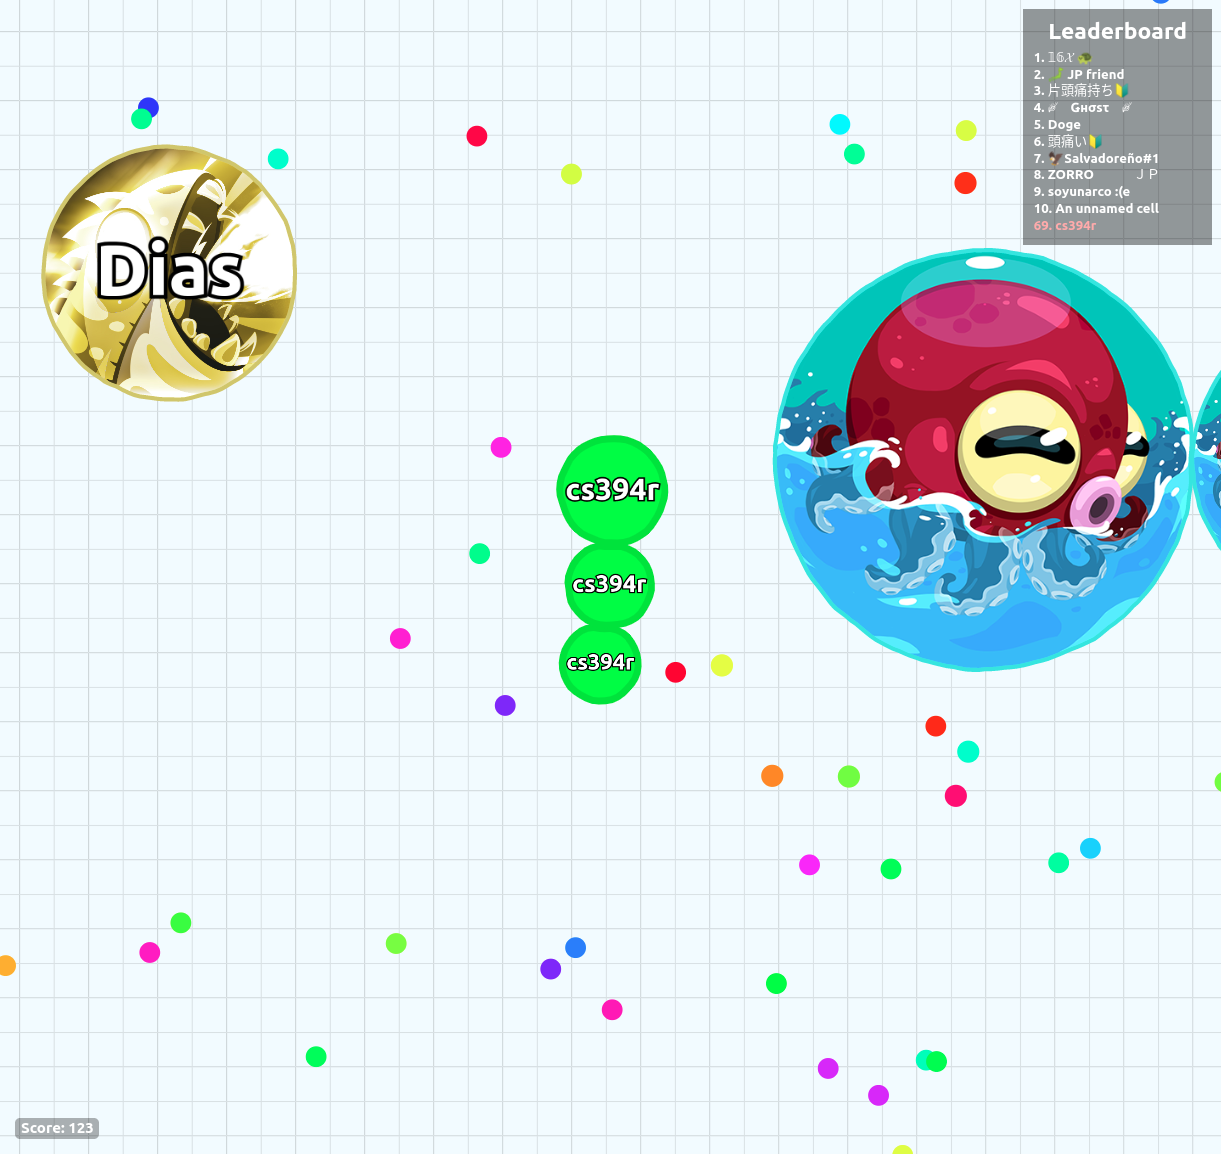 Leaderboard
1. 𝟙𝟞.𝓧 🐢
2. 🐛 JP friend
3. 片頭痛持ち🔰
4. Gʜσsτ
5. Doge
6. 頭痛い🔰
7. 🦅Salvadoreño#1
8. ZORRO ＪＰ
9. soyunarco :(e
10. An unnamed cell
69. cs394r
Dias
cs394r
cs394r
cs394r
Score: 123